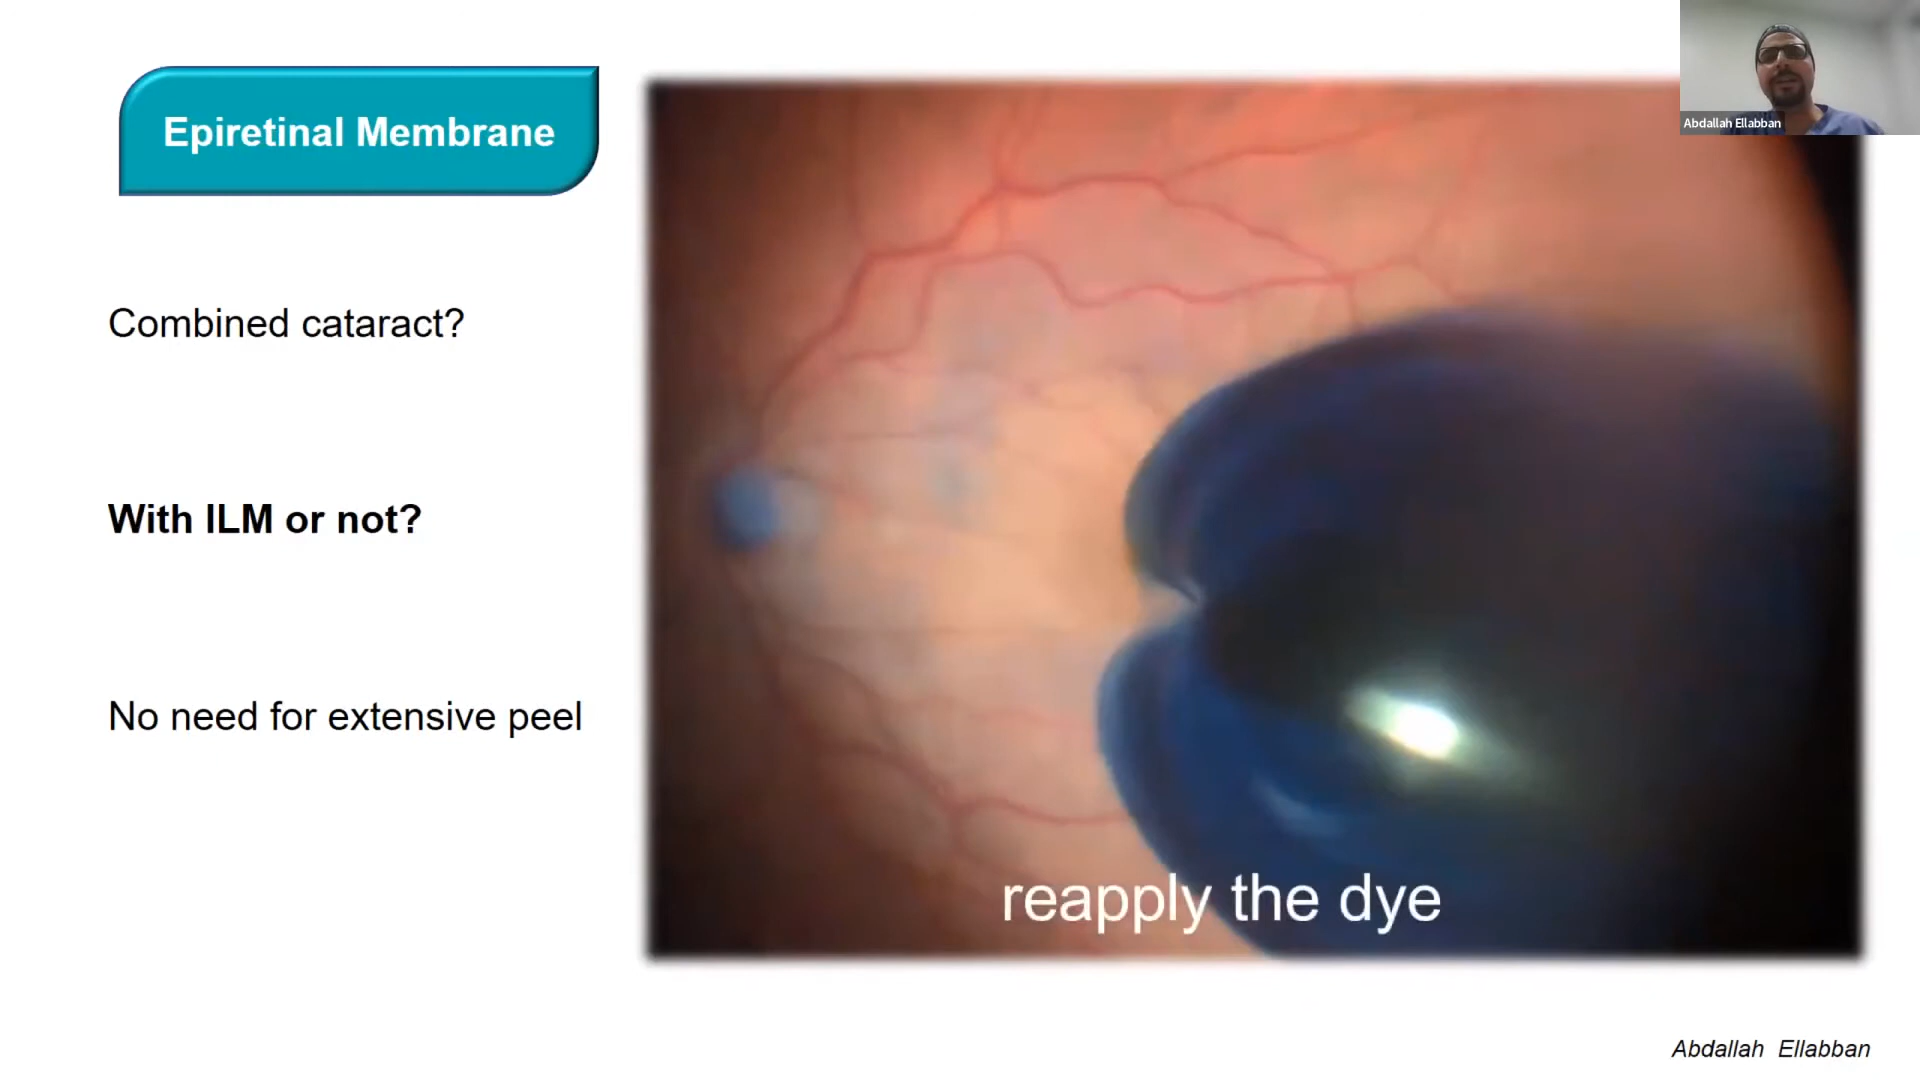 Epiretinal Membrane
Abdallah Ellabban
Combined cataract?
With ILM or not?
No need for extensive peel
reapply the dye
Abdallah Ellabban